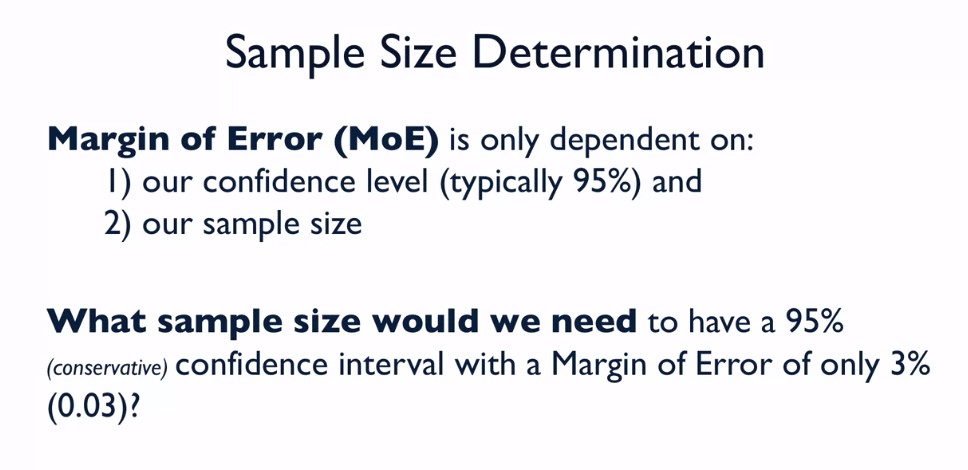 Sample Size Determination
Margin of Error (MoE) is only dependent on:
1) our confidence level (typically 95%) and
2) our sample size
What sample size would we need to have a 95%
(conservative) confidence interval with a Margin of Error of only 3%
(0.03)?